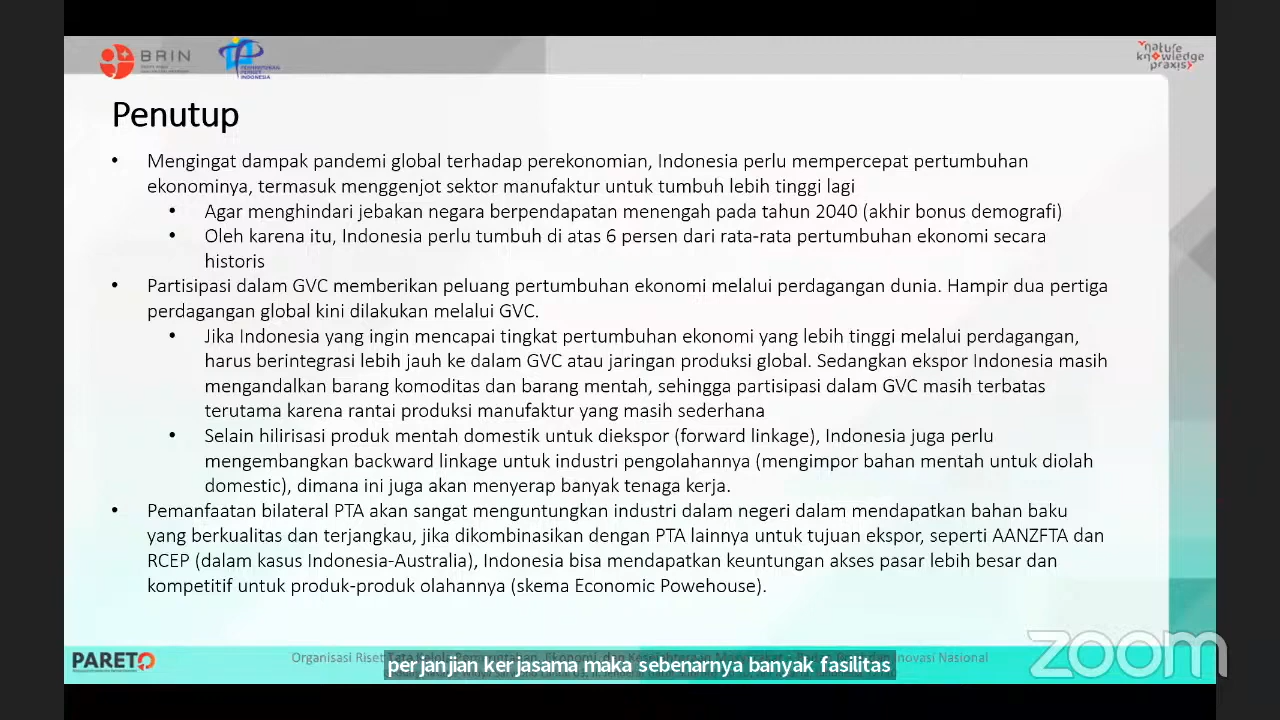 BRIN
PERHIMPUNAN
PERIKET
INDONESIA
nature
knowledge
praxis
Penutup
• Mengingat dampak pandemi global terhadap perekonomian, Indonesia perlu mempercepat pertumbuhan
ekonominya, termasuk menggenjot sektor manufaktur untuk tumbuh lebih tinggi lagi
• Agar menghindari jebakan negara berpendapatan menengah pada tahun 2040 (akhir bonus demografi)
• Oleh karena itu, Indonesia perlu tumbuh di atas 6 persen dari rata-rata pertumbuhan ekonomi secara
historis
• Partisipasi dalam GVC memberikan peluang pertumbuhan ekonomi melalui perdagangan dunia. Hampir dua pertiga
perdagangan global kini dilakukan melalui GVC.
• Jika Indonesia yang ingin mencapai tingkat pertumbuhan ekonomi yang lebih tinggi melalui perdagangan,
harus berintegrasi lebih jauh ke dalam GVC atau jaringan produksi global. Sedangkan ekspor Indonesia masih
mengandalkan barang komoditas dan barang mentah, sehingga partisipasi dalam GVC masih terbatas
terutama karena rantai produksi manufaktur yang masih sederhana
• Selain hilirisasi produk mentah domestik untuk diekspor (forward linkage), Indonesia juga perlu
mengembangkan backward linkage untuk industri pengolahannya (mengimpor bahan mentah untuk diolah
domestic), dimana ini juga akan menyerap banyak tenaga kerja.
• Pemanfaatan bilateral PTA akan sangat menguntungkan industri dalam negeri dalam mendapatkan bahan baku
yang berkualitas dan terjangkau, jika dikombinasikan dengan PTA lainnya untuk tujuan ekspor, seperti AANZFTA dan
RCEP (dalam kasus Indonesia-Australia), Indonesia bisa mendapatkan keuntungan akses pasar lebih besar dan
kompetitif untuk produk-produk olahannya (skema Economic Powehouse).
PARETO
Organisasi Riset Nasional
perjanjian kerjasama maka sebenarnya banyak fasilitas
zoom